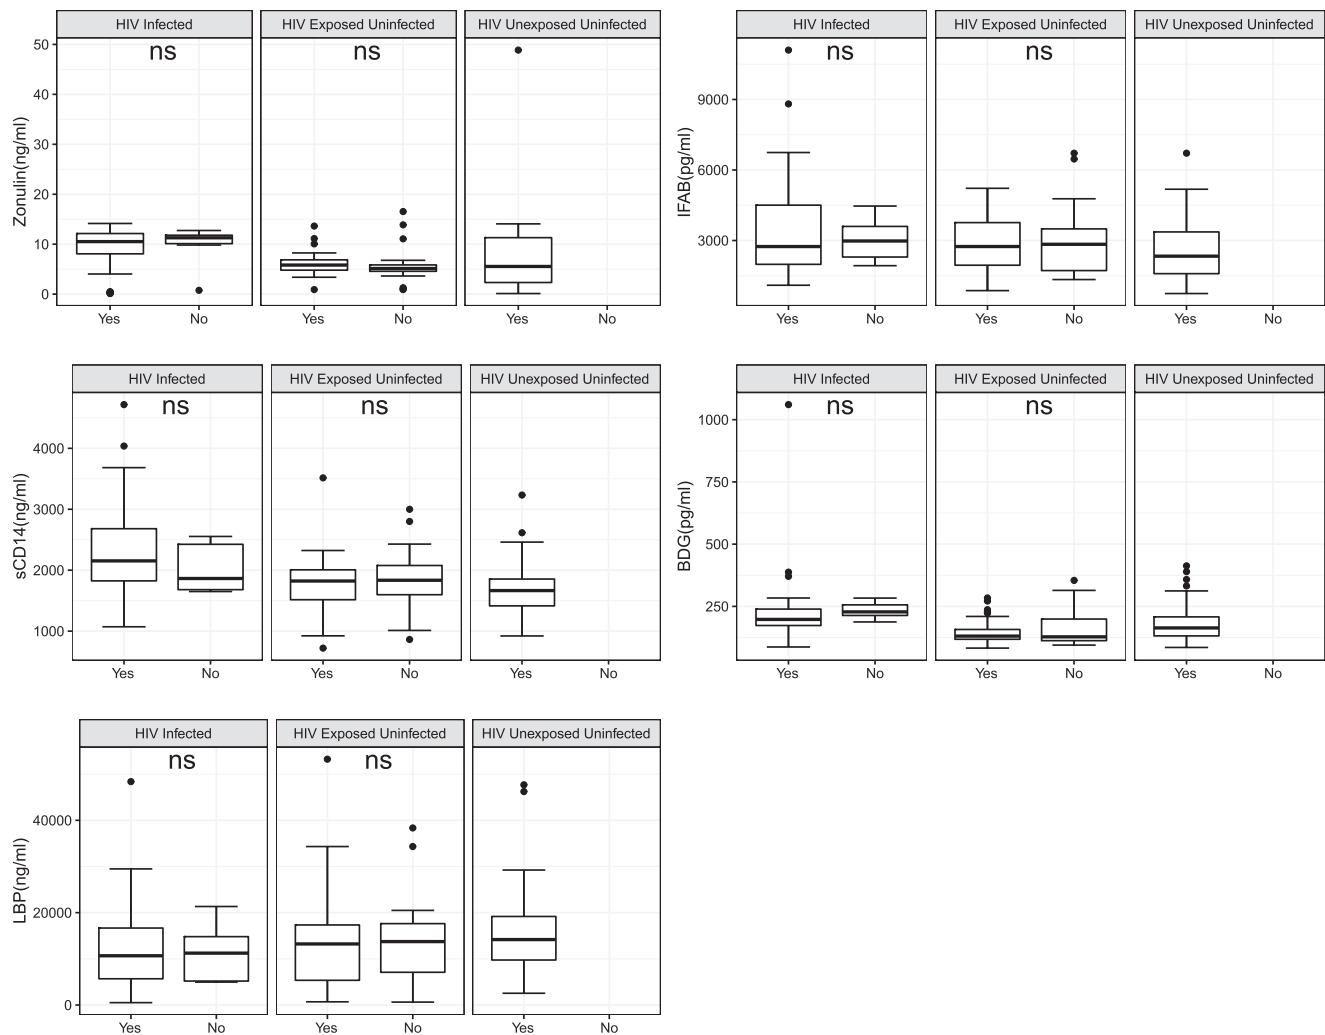 HIV Infected
HIV Exposed Uninfected
HIV Unexposed Uninfected
ns
ns
Zonulin(ng/ml)
50
40
30
20
10
0
Yes
No
Yes
No
Yes
No
HIV Infected
HIV Exposed Uninfected
HIV Unexposed Uninfected
ns
ns
IFAB(pg/ml)
9000
6000
3000
Yes
No
Yes
No
Yes
No
HIV Infected
HIV Exposed Uninfected
HIV Unexposed Uninfected
ns
ns
sCD14(ng/ml)
4000
3000
2000
1000
Yes
No
Yes
No
Yes
No
HIV Infected
HIV Exposed Uninfected
HIV Unexposed Uninfected
ns
ns
BDG(pg/ml)
1000
750
500
250
Yes
No
Yes
No
Yes
No
HIV Infected
HIV Exposed Uninfected
HIV Unexposed Uninfected
ns
ns
LBP(ng/ml)
40000
20000
0
Yes
No
Yes
No
Yes
No